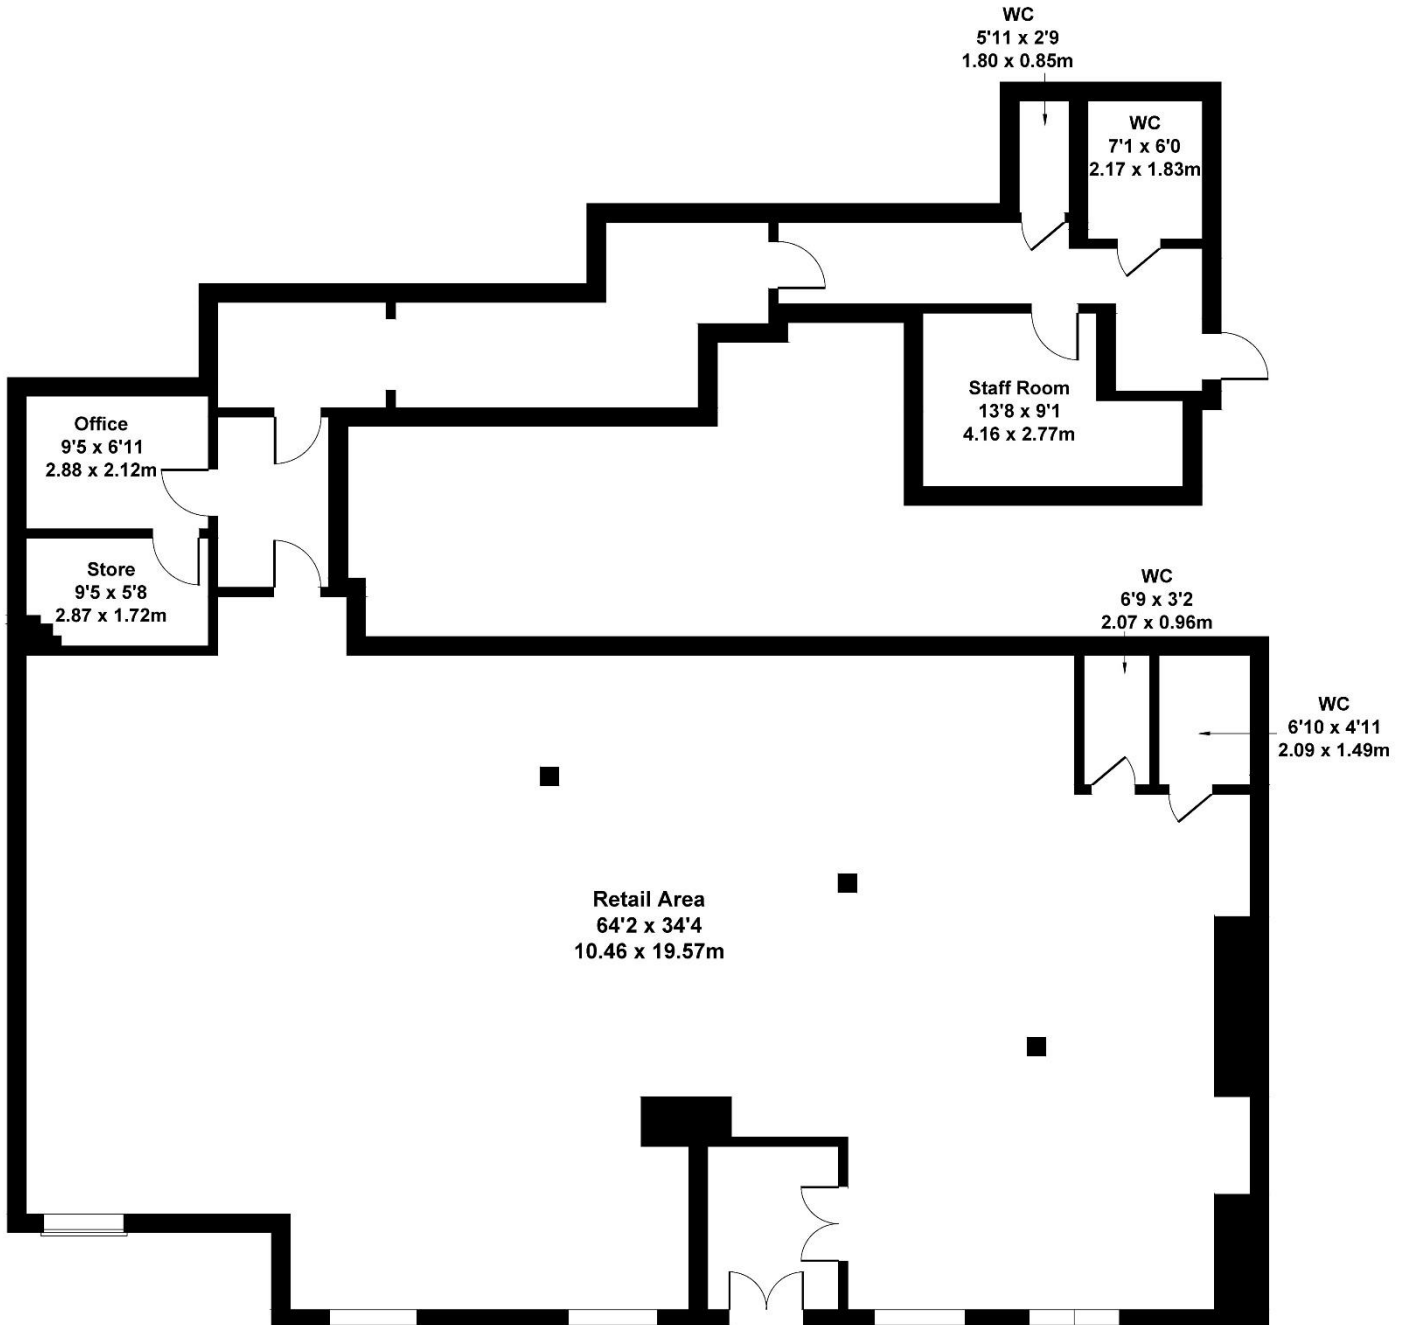 WC
5'11 x 2'9
1.80 x 0.85m
WC
7'1 x 6'0
2.17 x 1.83m
Staff Room
13'8 x 9'1
4.16 x 2.77m
Office
9'5 x 6'11
2.88 x 2.12m
Store
9'5 x 5'8
2.87 x 1.72m
WC
6'9 x 3'2
2.07 x 0.96m
WC
6'10 x 4'11
2.09 x 1.49m
Retail Area
64'2 x 34'4
10.46 x 19.57m